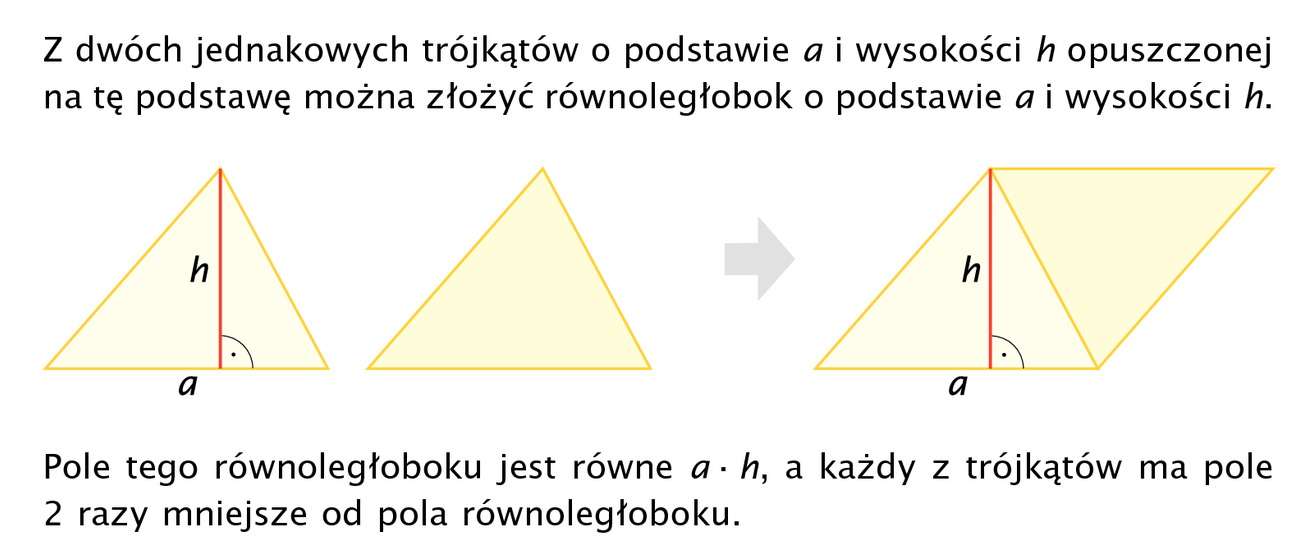 Z dwóch jednakowych trójkątów o podstawie a i wysokości h opuszczonej
na tę podstawę można złożyć równoległobok o podstawie a i wysokości h.
h
a
h
a
Pole tego równoległoboku jest równe a · h, a każdy z trójkątów ma pole
2 razy mniejsze od pola równoległoboku.